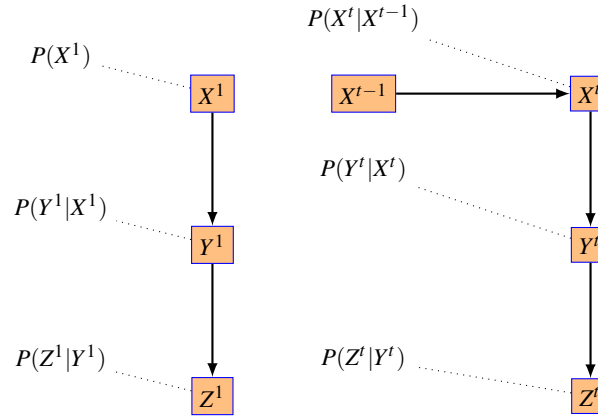 P(X^{t}|X^{t−1})
P(X^{1})
X^{1}
X^{t−1}
X^{t}
P(Y^{t}|X^{t})
P(Y^{1}|X^{1})
Y^{1}
Y^{t}
P(Z^{1}|Y^{1})
P(Z^{t}|Y^{t})
Z^{1}
Z^{t}